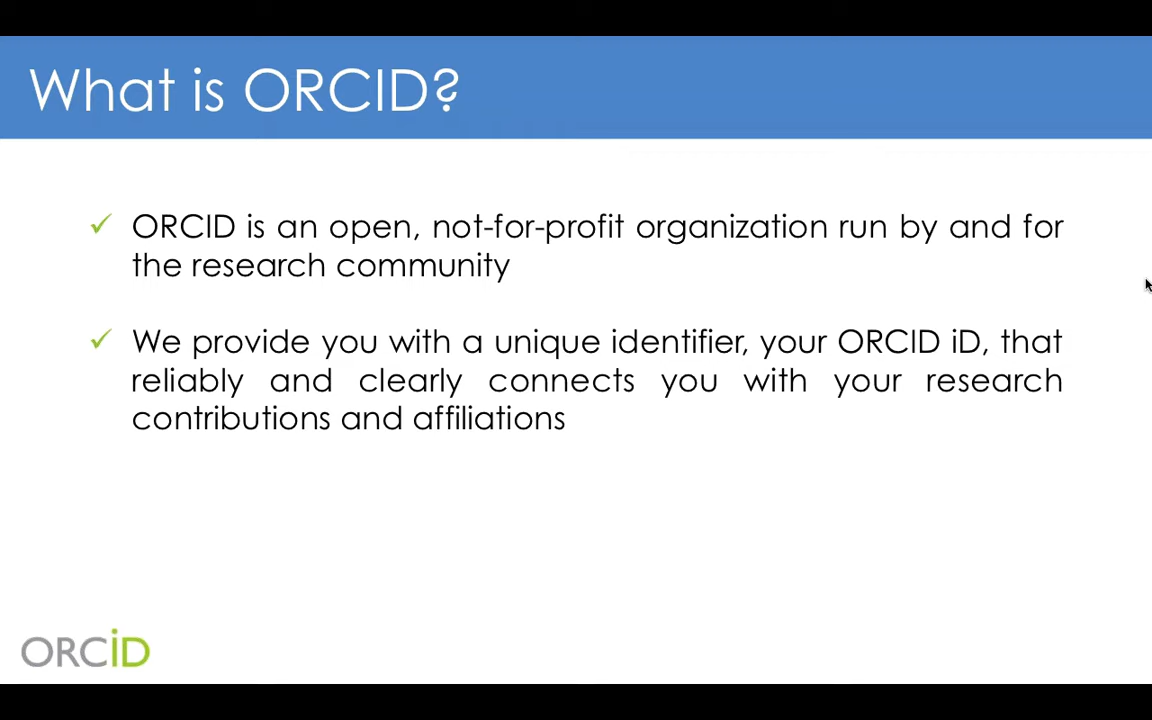 What is ORCID?
✓ ORCID is an open, not-for-profit organization run by and for
the research community
✓ We provide you with a unique identifier, your ORCID iD, that
reliably and clearly connects you with your research
contributions and affiliations
ORCiD